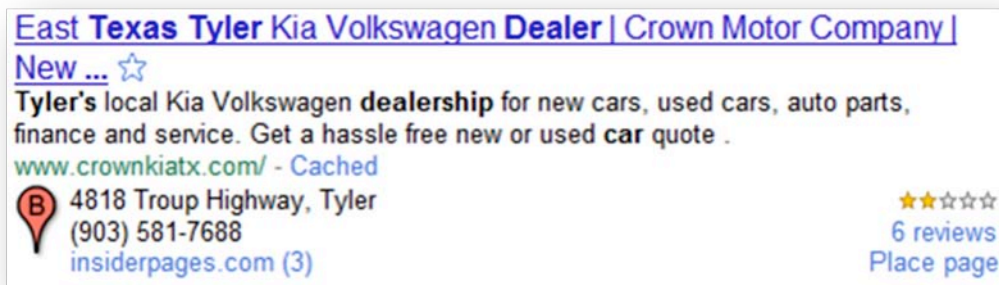 East Texas Tyler Kia Volkswagen Dealer | Crown Motor Company |
New ...
Tyler's local Kia Volkswagen dealership for new cars, used cars, auto parts,
finance and service. Get a hassle free new or used car quote .
www.crownkiatx.com/ - Cached
B
4818 Troup Highway, Tyler
(903) 581-7688
6 reviews
insiderpages.com (3)
Place page